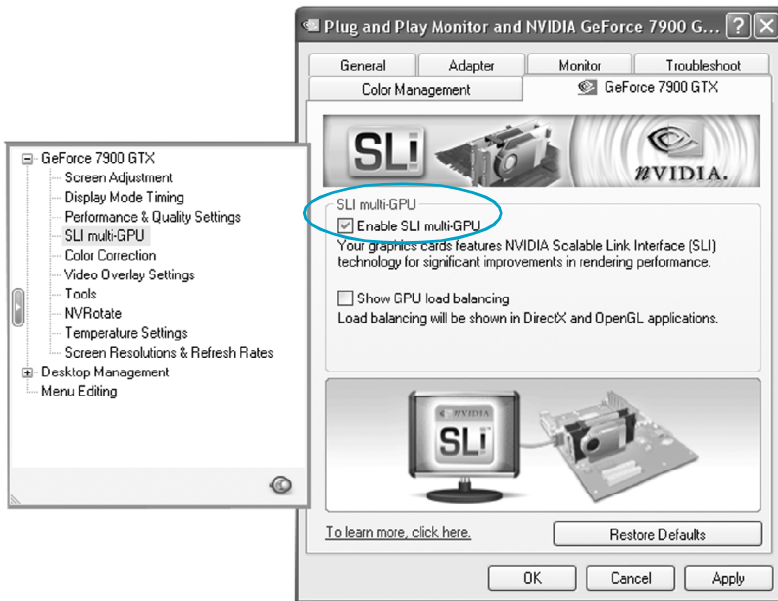 Plug and Play Monitor and NVIDIA GeForce 7900 G...
General Adapter Monitor Troubleshoot
Color Management GeForce 7900 GTX
SLI
nVIDIA.
GeForce 7900 GTX
Screen Adjustment
Display Mode Timing
Performance & Quality Settings
SLI multi-GPU
Color Correction
Video Overlay Settings
Tools
NVRotate
Temperature Settings
Screen Resolutions & Refresh Rates
Desktop Management
Menu Editing
SLI multi-GPU
Enable SLI multi-GPU
Your graphics cards features NVIDIA Scalable Link Interface (SLI)
technology for significant improvements in rendering performance.
Show GPU load balancing
Load balancing will be shown in DirectX and OpenGL applications.
nVIDIA
SLI
To learn more, click here.
Restore Defaults
OK Cancel Apply